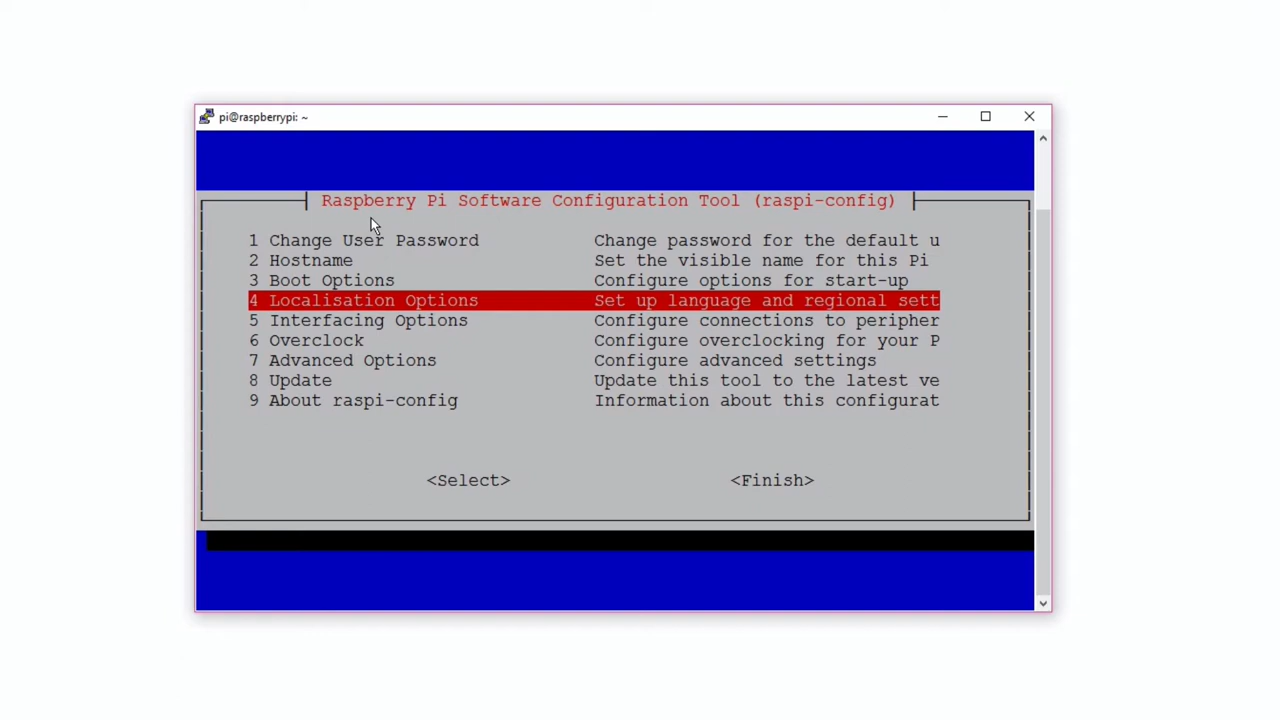 pi@raspberrypi: ~
Raspberry Pi Software Configuration Tool (raspi-config)
1 Change User Password Change password for the default u
2 Hostname Set the visible name for this Pi
3 Boot Options Configure options for start-up
4 Localisation Options Set up language and regional sett
5 Interfacing Options Configure connections to peripher
6 Overclock Configure overclocking for your P
7 Advanced Options Configure advanced settings
8 Update Update this tool to the latest ve
9 About raspi-config Information about this configurat
<Select> <Finish>